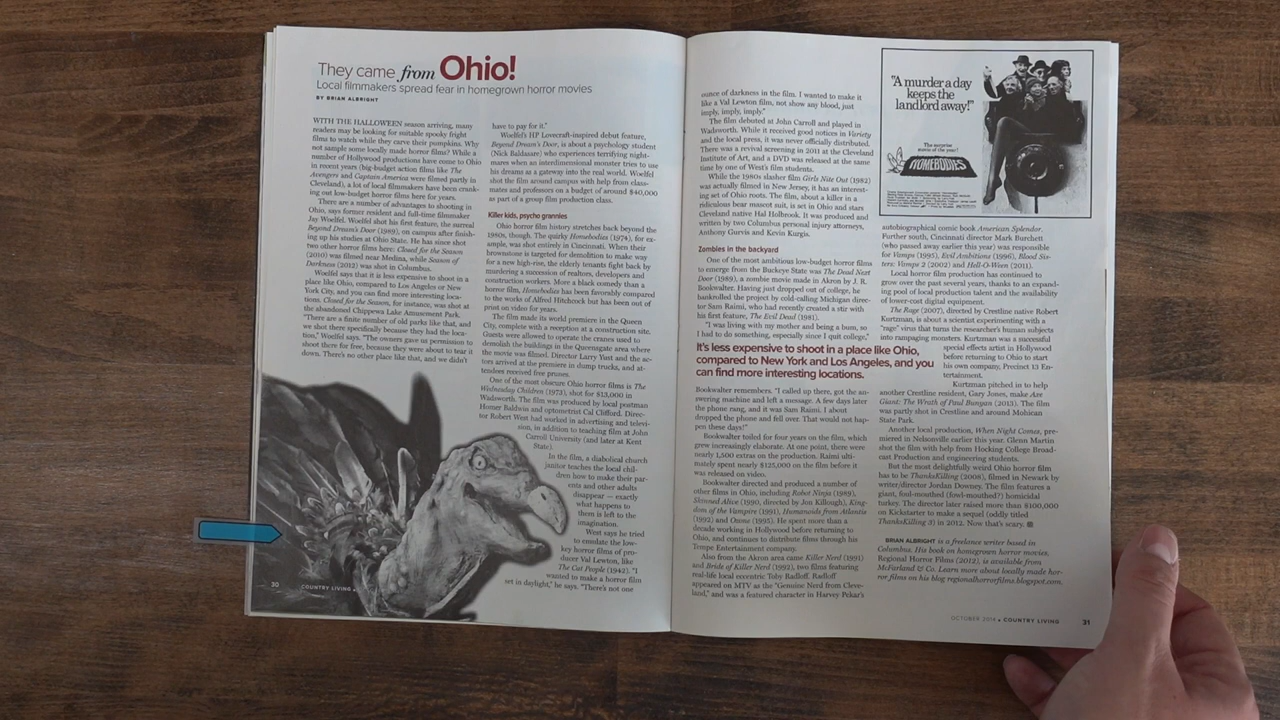 They came from Ohio!
Local filmmakers spread fear in homegrown horror movies
BY BRIAN ALBRIGHT
WITH THE HALLOWEEN season arriving, many
readers may be looking for suitable spooky fright
films to watch while they carve their pumpkins. Why
not sample some locally made horror films? While a
number of Hollywood productions have come to Ohio
in recent years (big-budget action films like The
Avengers and Captain America were filmed partly in
Cleveland), a lot of local filmmakers have been crank-
ing out low-budget horror films here for years.
There are a number of advantages to shooting in
Ohio, says former resident and full-time filmmaker
Jay Woelfel. Woelfel shot his first feature, the surreal
Beyond Dream's Door (1989), on campus after finish-
ing up his studies at Ohio State. He has since shot
two other horror films here: Closed for the Season
(2010) was filmed near Medina, while Season of
Darkness (2012) was shot in Columbus.
Woelfel says that it is less expensive to shoot in a
place like Ohio, compared to Los Angeles or New
York City, and you can find more interesting loca-
tions. Closed for the Season, for instance, was shot at
the abandoned Chippewa Lake Amusement Park.
"There are a finite number of old parks like that, and
we shot there specifically because they had the loca-
tion," Woelfel says. "The owners gave us permission to
shoot there for free, because they were about to tear it
down. There's no other place like that, and we didn't
have to pay for it."
Woelfel's HP Lovecraft-inspired debut feature,
Beyond Dream's Door, is about a psychology student
(Nick Baldasare) who experiences terrifying night-
mares when an interdimensional monster tries to use
his dreams as gateway into the real world. Woelfel
shot the film around campus with help from class-
mates and professors on a budget of around $40,000
as part of a group film production class.
Killer kids, psycho grannies
Ohio horror film history stretches back beyond the
1980s, though. The quirky Homebodies (1974), for ex-
ample, was shot entirely in Cincinnati. When their
brownstone is targeted for demolition to make way
for a new high-rise, the elderly tenants fight back by
murdering a succession of realtors, developers and
construction workers. More a black comedy than a
horror film, Homebodies has been favorably compared
to the works of Alfred Hitchcock but has been out of
print on video for years.
The film made its world premiere in the Queen
City, complete with a reception at a construction site.
Guests were allowed to operate the cranes used to
demolish the buildings in the Queensgate area where
the movie was filmed. Director Larry Yust and the ac-
tors arrived at the premiere in dump trucks, and at-
tendees received free prunes.
One of the most obscure Ohio horror films is The
Wednesday Children (1973), shot for $13,000 in
Wadsworth. The film was produced by local postman
Homer Baldwin and optometrist Cal Clifford. Direc-
tor Robert West had worked in advertising and televi-
sion, in addition to teaching film at John
Carroll University (and later at Kent
State).
In the film, a diabolical church
janitor teaches the local chil-
dren how to make their par-
ents and other adults
disappear — exactly
what happens to
them is left to the
imagination.
West says he tried
to emulate the low-
key horror films of pro-
ducer Val Lewton, like
The Cat People (1942). "I
wanted to make a horror film
set in daylight," he says. "There's not one
30
COUNTRY LIVING
ounce of darkness in the film. I wanted to make it
like a Val Lewton film, not show any blood, just
imply, imply, imply."
The film debuted at John Carroll and played in
Wadsworth. While it received good notices in Variety
and the local press, it was never officially distributed.
There was a revival screening in 2011 at the Cleveland
Institute of Art, and a DVD was released at the same
time by one of West's film students.
While the 1980s slasher film Girls Nite Out (1982)
was actually filmed in New Jersey, it has an interest-
ing set of Ohio roots. The film, about a killer in a
ridiculous bear mascot suit, is set in Ohio and stars
Cleveland native Hal Holbrook. It was produced and
written by two Columbus personal injury attorneys,
Anthony Gurvis and Kevin Kurgis.
Zombies in the backyard
One of the most ambitious low-budget horror films
to emerge from the Buckeye State was The Dead Next
Door (1989), a zombie movie made in Akron by J. R.
Bookwalter. Having just dropped out of college, he
bankrolled the project by cold-calling Michigan direc-
tor Sam Raimi, who had recently created a stir with
his first feature, The Evil Dead (1981).
"I was living with my mother and being a bum, so
I had to do something, especially since I quit college,"
It's less expensive to shoot in a place like Ohio,
compared to New York and Los Angeles, and you
can find more interesting locations.
Bookwalter remembers. "I called up there, got the an-
swering machine and left a message. A few days later
the phone rang, and it was Sam Raimi. I about
dropped the phone and fell over. That would not hap-
pen these days!"
Bookwalter toiled for four years on the film, which
grew increasingly elaborate. At one point, there were
nearly 1,500 extras on the production. Raimi ulti-
mately spent nearly $125,000 on the film before it
was released on video.
Bookwalter directed and produced a number of
other films in Ohio, including Robot Ninja (1989),
Skinned Alive (1990, directed by Jon Killough), King-
dom of the Vampire (1991), Humanoids from Atlantis
(1992) and Ozone (1995). He spent more than a
decade working in Hollywood before returning to
Ohio, and continues to distribute films through his
Tempe Entertainment company.
Also from the Akron area came Killer Nerd (1991)
and Bride of Killer Nerd (1992), two films featuring
real-life local eccentric Toby Radloff. Radloff
appeared on MTV as the "Genuine Nerd from Cleve-
land," and was a featured character in Harvey Pekar's
"A murder a day
keeps the
landlord away!"
The surprise
movie of the year!
HOMEBODIES
autobiographical comic book American Splendor.
Further south, Cincinnati director Mark Burchett
(who passed away earlier this year) was responsible
for Vamps (1995), Evil Ambitions (1996), Blood Sis-
ters: Vamps 2 (2002) and Hell-O-Ween (2011).
Local horror film production has continued to
grow over the past several years, thanks to an expand-
ing pool of local production talent and the availability
of lower-cost digital equipment.
The Rage (2007), directed by Crestline native Robert
Kurtzman, is about a scientist experimenting with a
"rage" virus that turns the researcher's human subjects
into rampaging monsters. Kurtzman was a successful
special effects artist in Hollywood
before returning to Ohio to start
his own company, Precinct 13 En-
tertainment.
Kurtzman pitched in to help
another Crestline resident, Gary Jones, make Axe
Giant: The Wrath of Paul Bunyan (2013). The film
was partly shot in Crestline and around Mohican
State Park.
Another local production, When Night Comes, pre-
miered in Nelsonville earlier this year. Glenn Martin
shot the film with help from Hocking College Broad-
cast Production and engineering students.
But the most delightfully weird Ohio horror film
has to be ThanksKilling (2008), filmed in Newark by
writer/director Jordan Downey. The film features a
giant, foul-mouthed (fowl-mouthed?) homicidal
turkey. The director later raised more than $100,000
on Kickstarter to make a sequel (oddly titled
ThanksKilling 3) in 2012. Now that's scary.
BRIAN ALBRIGHT is a freelance writer based in
Columbus. His book on homegrown horror movies,
Regional Horror Films (2012), is available from
McFarland & Co. Learn more about locally made hor-
ror films on his blog regionalhorrorfilms.blogspot.com.
OCTOBER 2014 • COUNTRY LIVING 31